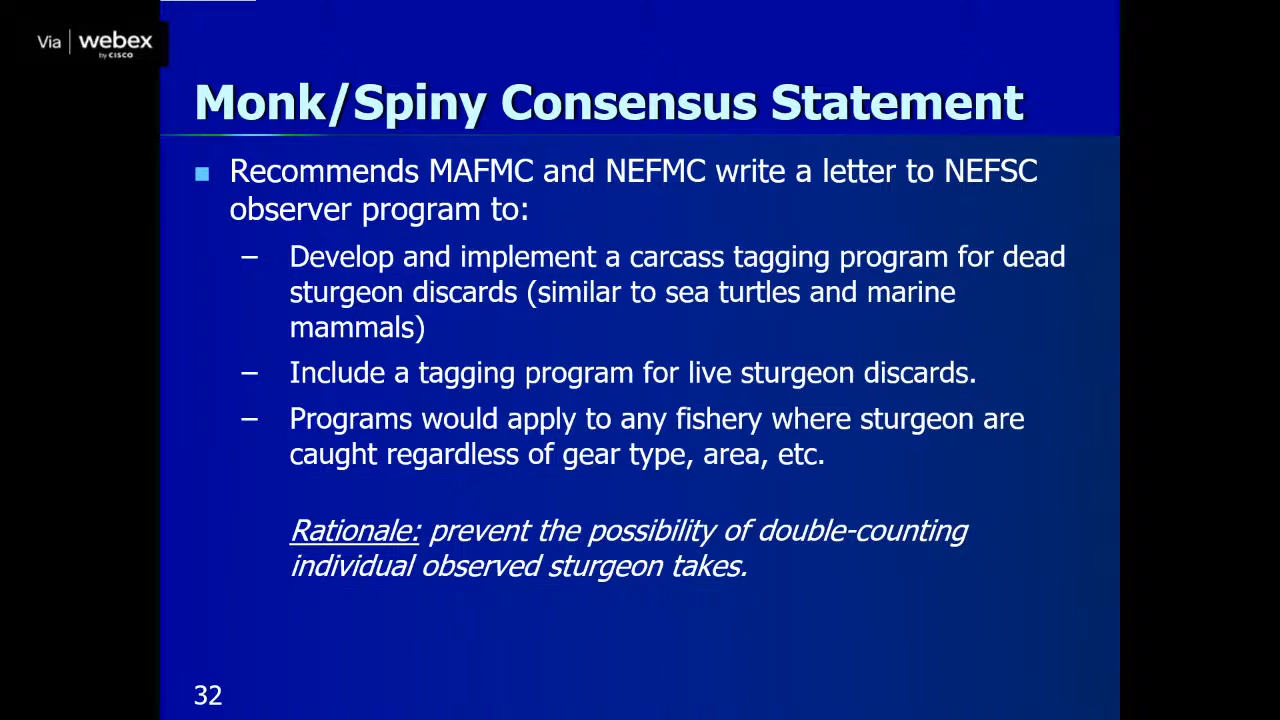 Via webex
by CISCO
Monk/Spiny Consensus Statement
Recommends MAFMC and NEFMC write a letter to NEFSC
observer program to:
– Develop and implement a carcass tagging program for dead
sturgeon discards (similar to sea turtles and marine
mammals)
– Include a tagging program for live sturgeon discards.
– Programs would apply to any fishery where sturgeon are
caught regardless of gear type, area, etc.
Rationale: prevent the possibility of double-counting
individual observed sturgeon takes.
32